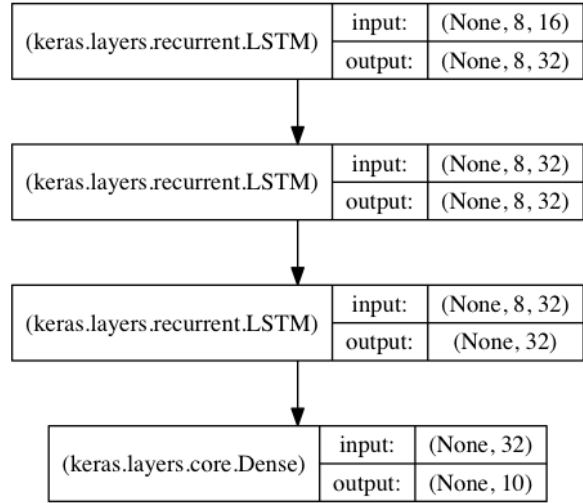 (keras.layers.recurrent.LSTM)
input: (None, 8, 16)
output: (None, 8, 32)
(keras.layers.recurrent.LSTM)
input: (None, 8, 32)
output: (None, 8, 32)
(keras.layers.recurrent.LSTM)
input: (None, 8, 32)
output: (None, 32)
(keras.layers.core.Dense)
input: (None, 32)
output: (None, 10)